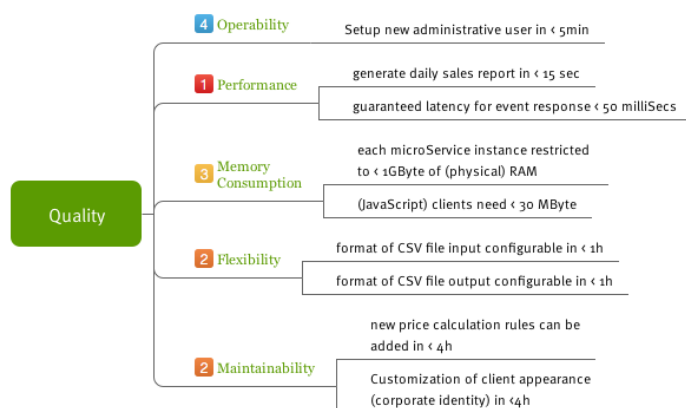 Quality
4 Operability
Setup new administrative user in < 5min
1 Performance
generate daily sales report in < 15 sec
guaranteed latency for event response < 50 milliSecs
3 Memory
Consumption
each microService instance restricted
to < 1GByte of (physical) RAM
(JavaScript) clients need < 30 MByte
2 Flexibility
format of CSV file input configurable in < 1h
format of CSV file output configurable in < 1h
2 Maintainability
new price calculation rules can be
added in < 4h
Customization of client appearance
(corporate identity) in <4h